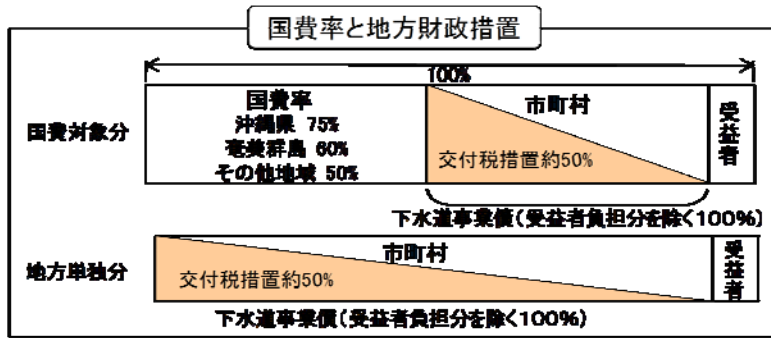 国費率と地方財政措置
100%
国費対象分
国費率
沖縄県 75%
奄美群島 60%
その他地域 50%
市町村
交付税措置約50%
受益者
下水道事業債(受益者負担分を除く100%)
地方単独分
市町村
交付税措置約50%
受益者
下水道事業債(受益者負担分を除く100%)